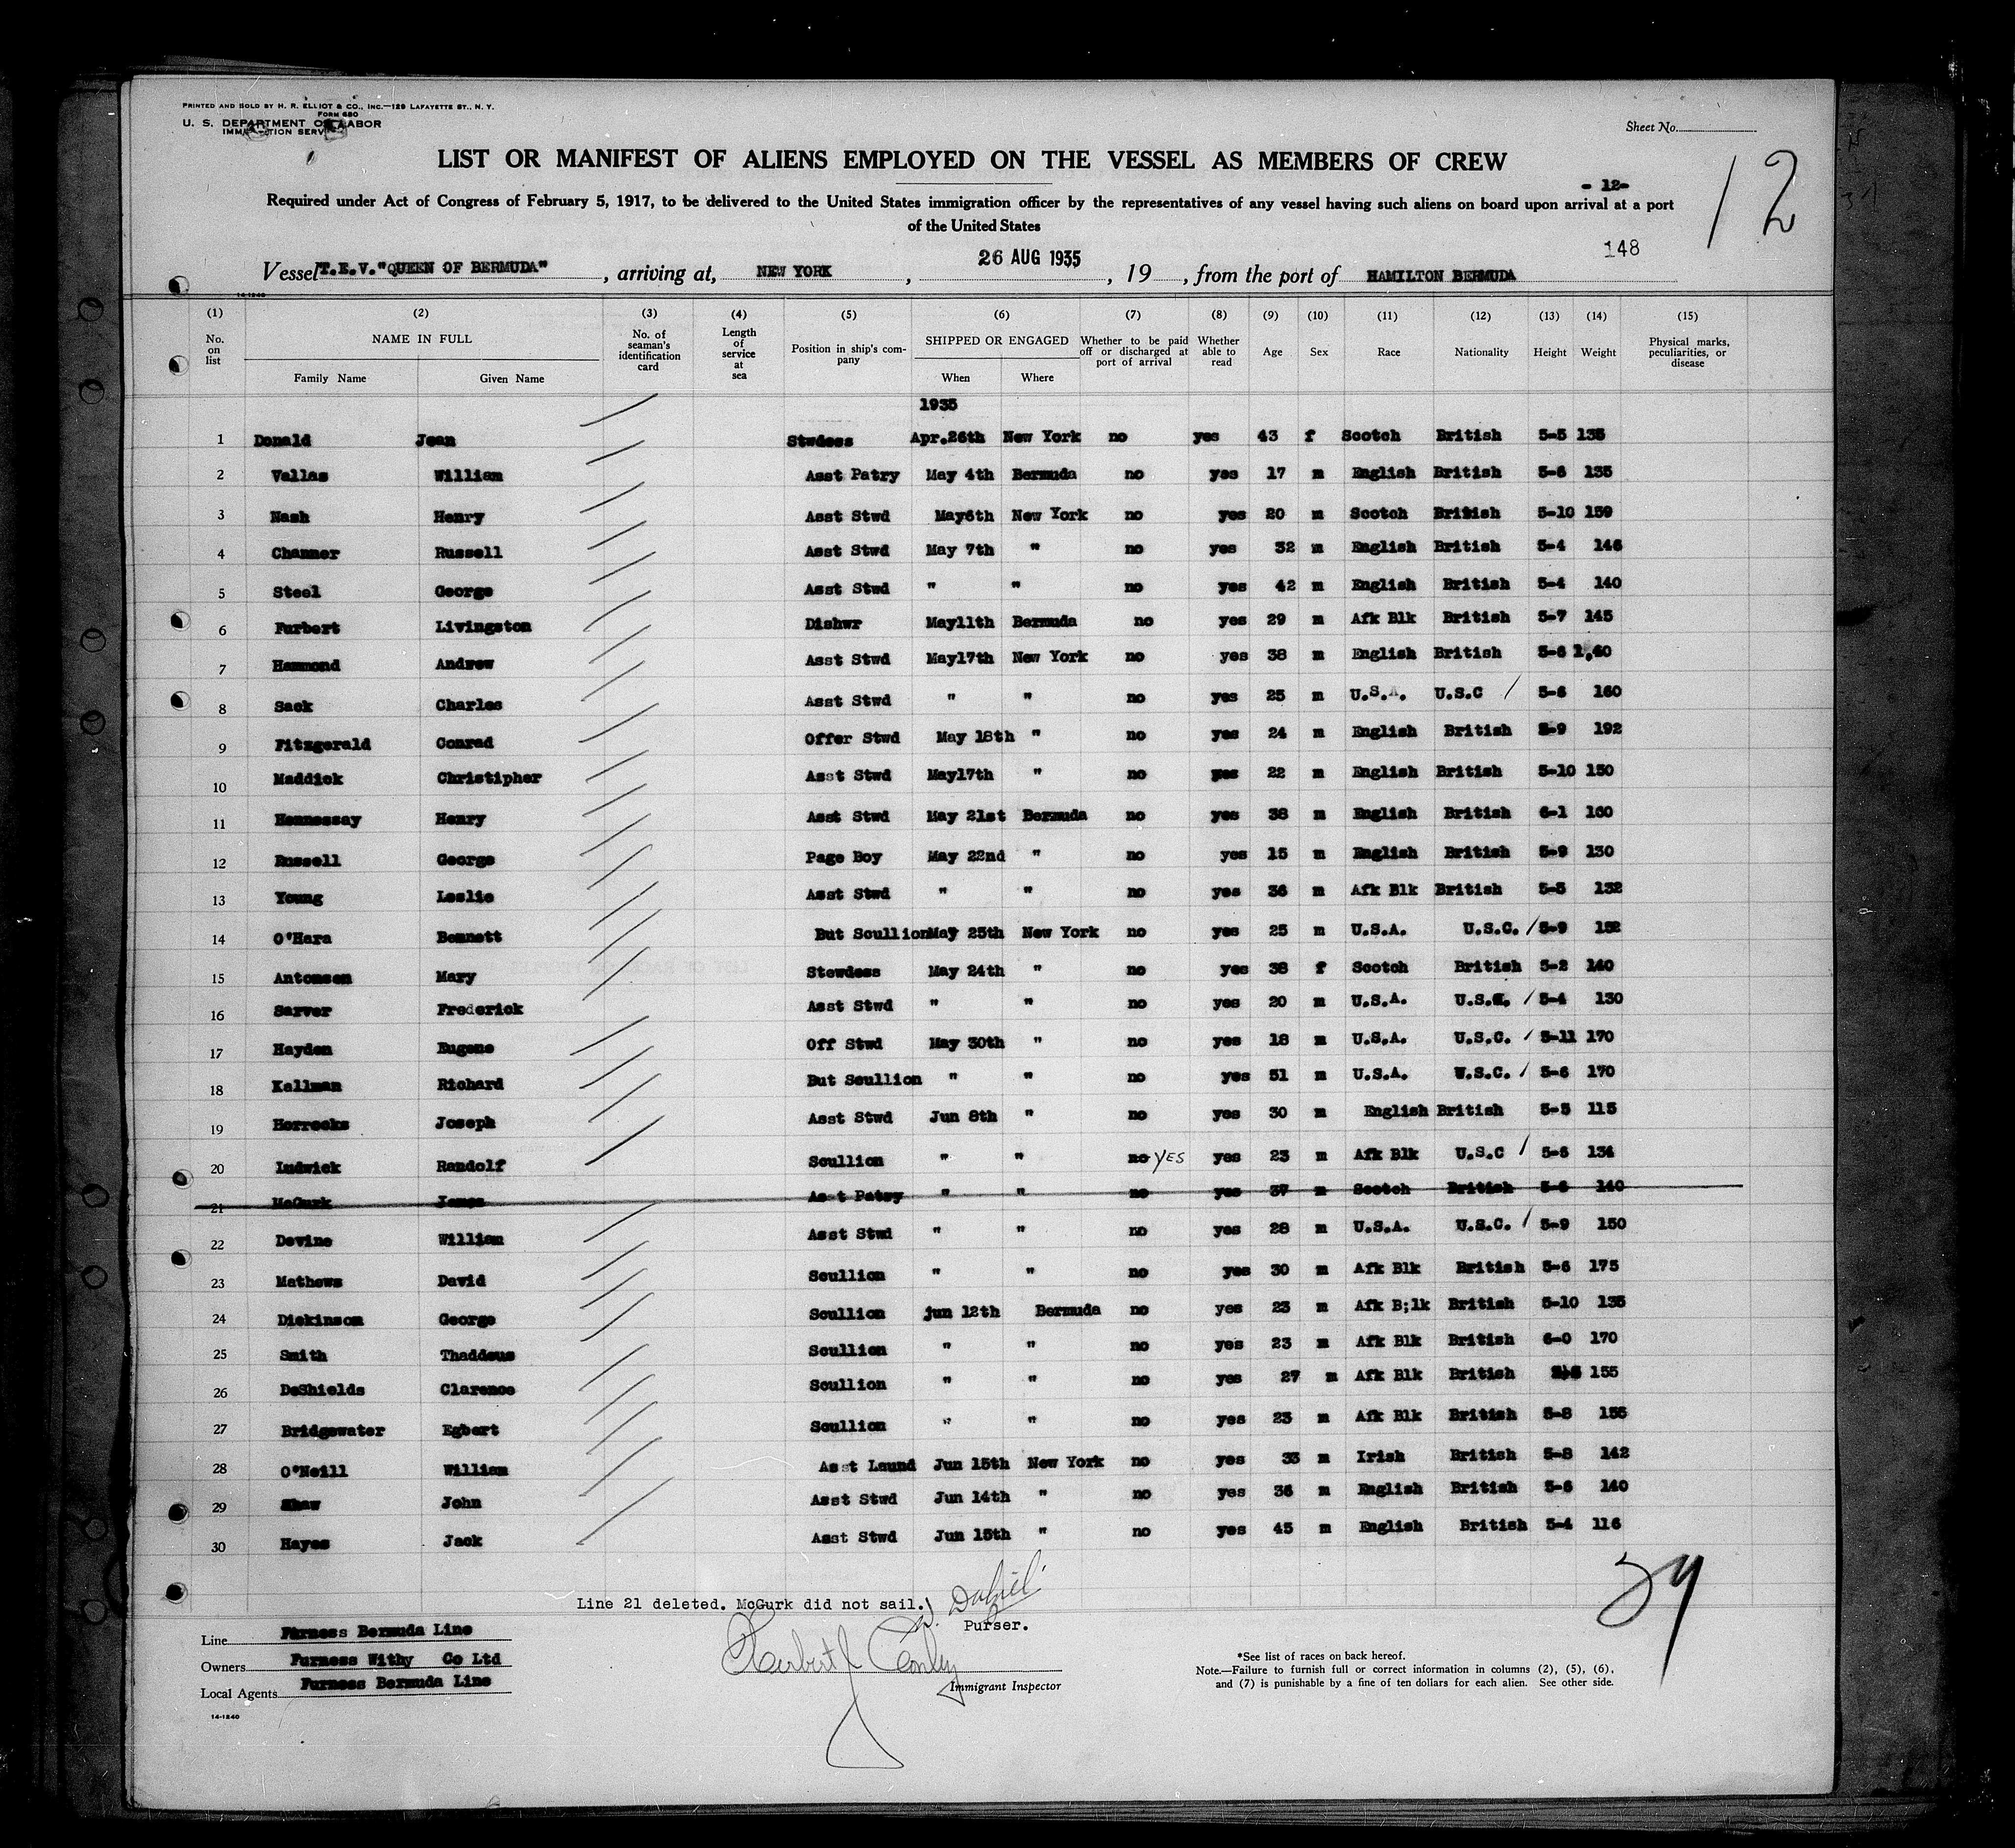 PRINTED AND SOLD BY H. R. ELLIOT & CO., INC.—129 LAFAYETTE ST., N. Y.
FORM 680
U. S. DEPARTMENT OF LABOR
IMMIGRATION SERVICE
Sheet No.
LIST OR MANIFEST OF ALIENS EMPLOYED ON THE VESSEL AS MEMBERS OF CREW
- 12-
12
Required under Act of Congress of February 5, 1917, to be delivered to the United States immigration officer by the representatives of any vessel having such aliens on board upon arrival at a port
of the United States
148
Vessel T.E.V. "QUEEN OF BERMUDA" , arriving at, NEW YORK , 26 AUG 1935 , 19 , from the port of HAMILTON BERMUDA
14-1240
(1) (2) (3) (4) (5) (6) (7) (8) (9) (10) (11) (12) (13) (14) (15)
No. on list NAME IN FULL Family Name Given Name No. of seaman's identification card Length of service at sea Position in ship's company SHIPPED OR ENGAGED When Where Whether to be paid off or discharged at port of arrival Whether able to read Age Sex Race Nationality Height Weight Physical marks, peculiarities, or disease
1935
1 Donald Jean Stwdess Apr.26th New York no yes 43 f Scotch British 5-5 135
2 Vallas William Asst Patry May 4th Bermuda no yes 17 m English British 5-6 135
3 Nash Henry Asst Stwd May6th New York no yes 20 m Scotch British 5-10 159
4 Channer Russell Asst Stwd May 7th " no yes 32 m English British 5-4 146
5 Steel George Asst Stwd " " no yes 42 m English British 5-4 140
6 Furbert Livingston Dishwr May11th Bermuda no yes 29 m Afk Blk British 5-7 145
7 Hammond Andrew Asst Stwd May17th New York no yes 38 m English British 5-6 1,60
8 Sack Charles Asst Stwd " " no yes 25 m U.S.A. U.S.C / 5-6 160
9 Fitzgerald Conrad Offer Stwd May 18th " no yes 24 m English British 5-9 192
10 Maddick Christipher Asst Stwd May17th " no yes 22 m English British 5-10 150
11 Hennessay Henry Asst Stwd May 21st Bermuda no yes 38 m English British 6-1 160
12 Russell George Page Boy May 22nd " no yes 15 m English British 5-9 130
13 Young Leslie Asst Stwd " " no yes 36 m Afk Blk British 5-5 132
14 O'Hara Bennett But Scullion May 25th New York no yes 25 m U.S.A. U.S.C. / 5-9 152
15 Antonsen Mary Stewdess May 24th " no yes 38 f Scotch British 5-2 140
16 Sarver Frederick Asst Stwd " " no yes 20 m U.S.A. U.S.C. / 5-4 130
17 Hayden Eugene Off Stwd May 30th " no yes 18 m U.S.A. U.S.C. / 5-11 170
18 Kallman Richard But Scullion " " no yes 51 m U.S.A. U.S.C. / 5-6 170
19 Horrocks Joseph Asst Stwd Jun 8th " no yes 30 m English British 5-5 115
20 Ludwick Randolf Scullion " " no YES yes 23 m Afk Blk U.S.C / 5-6 134
21 McGurk James Asst Patry " " no yes 37 m Scotch British 5-6 140
22 Devine William Asst Stwd " " no yes 28 m U.S.A. U.S.C. / 5-9 150
23 Mathews David Scullion " " no yes 30 m Afk Blk British 5-6 175
24 Dickinson George Scullion jun 12th Bermuda no yes 23 m Afk B;lk British 5-10 135
25 Smith Thaddeus Scullion " " no yes 23 m Afk Blk British 6-0 170
26 DeShields Clarence Scullion " " no yes 27 m Afk Blk British 155
27 Bridgewater Egbert Scullion " " no yes 23 m Afk Blk British 5-8 156
28 O'Neill William Asst Laund Jun 15th New York no yes 33 m Irish British 5-8 142
29 Shaw John Asst Stwd Jun 14th " no yes 36 m English British 5-6 140
30 Hayes Jack Asst Stwd Jun 15th " no yes 45 m English British 5-4 116
Line 21 deleted. McGurk did not sail.
Purser.
Line Furness Bermuda Line
Owners Furness Withy Co Ltd
Local Agents Furness Bermuda Line
Immigrant Inspector
*See list of races on back hereof.
Note.—Failure to furnish full or correct information in columns (2), (5), (6),
and (7) is punishable by a fine of ten dollars for each alien. See other side.
14-1240